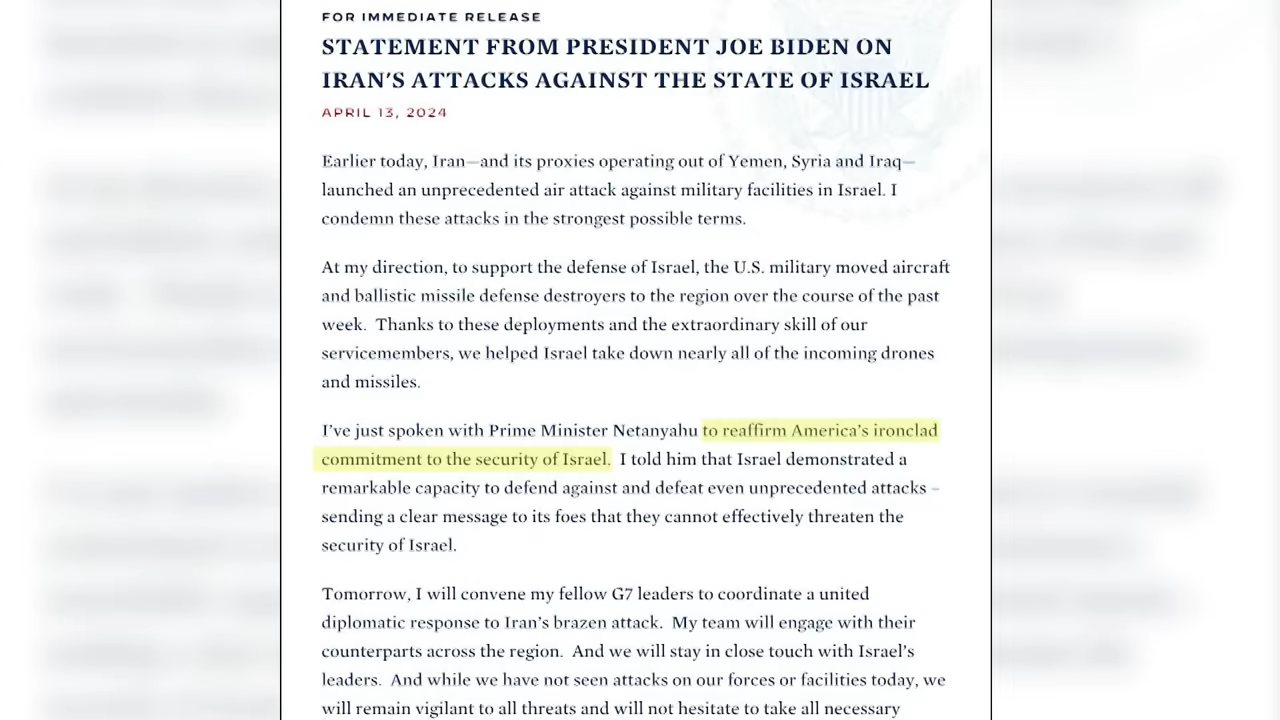 FOR IMMEDIATE RELEASE
STATEMENT FROM PRESIDENT JOE BIDEN ON
IRAN'S ATTACKS AGAINST THE STATE OF ISRAEL
APRIL 13, 2024
Earlier today, Iran—and its proxies operating out of Yemen, Syria and Iraq—
launched an unprecedented air attack against military facilities in Israel. I
condemn these attacks in the strongest possible terms.
At my direction, to support the defense of Israel, the U.S. military moved aircraft
and ballistic missile defense destroyers to the region over the course of the past
week.  Thanks to these deployments and the extraordinary skill of our
servicemembers, we helped Israel take down nearly all of the incoming drones
and missiles.
I've just spoken with Prime Minister Netanyahu to reaffirm America's ironclad
commitment to the security of Israel.  I told him that Israel demonstrated a
remarkable capacity to defend against and defeat even unprecedented attacks –
sending a clear message to its foes that they cannot effectively threaten the
security of Israel.
Tomorrow, I will convene my fellow G7 leaders to coordinate a united
diplomatic response to Iran's brazen attack.  My team will engage with their
counterparts across the region.  And we will stay in close touch with Israel's
leaders.  And while we have not seen attacks on our forces or facilities today, we
will remain vigilant to all threats and will not hesitate to take all necessary